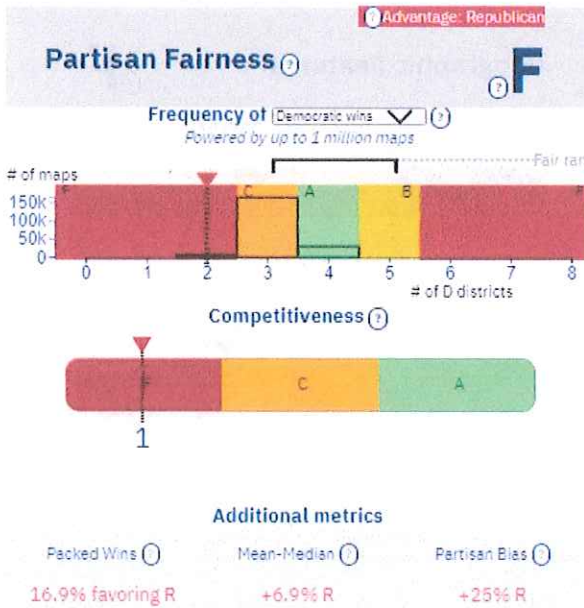 Advantage: Republican
Partisan Fairness ?
? F
Frequency of Democratic wins ?
Powered by up to 1 million maps
Fair ran
# of maps
150k
100k
50k
0
F C A B F
0 1 2 3 4 5 6 7 8
# of D districts
Competitiveness ?
F C A
1
Additional metrics
Packed Wins ? Mean-Median ? Partisan Bias ?
16.9% favoring R +6.9% R +25% R